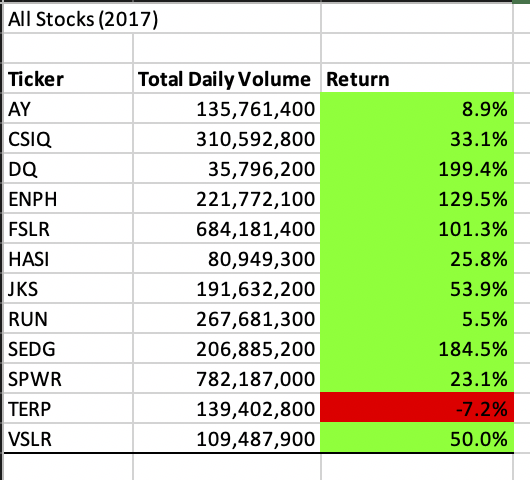 All Stocks (2017)
Ticker Total Daily Volume Return
AY 135,761,400 8.9%
CSIQ 310,592,800 33.1%
DQ 35,796,200 199.4%
ENPH 221,772,100 129.5%
FSLR 684,181,400 101.3%
HASI 80,949,300 25.8%
JKS 191,632,200 53.9%
RUN 267,681,300 5.5%
SEDG 206,885,200 184.5%
SPWR 782,187,000 23.1%
TERP 139,402,800 -7.2%
VSLR 109,487,900 50.0%